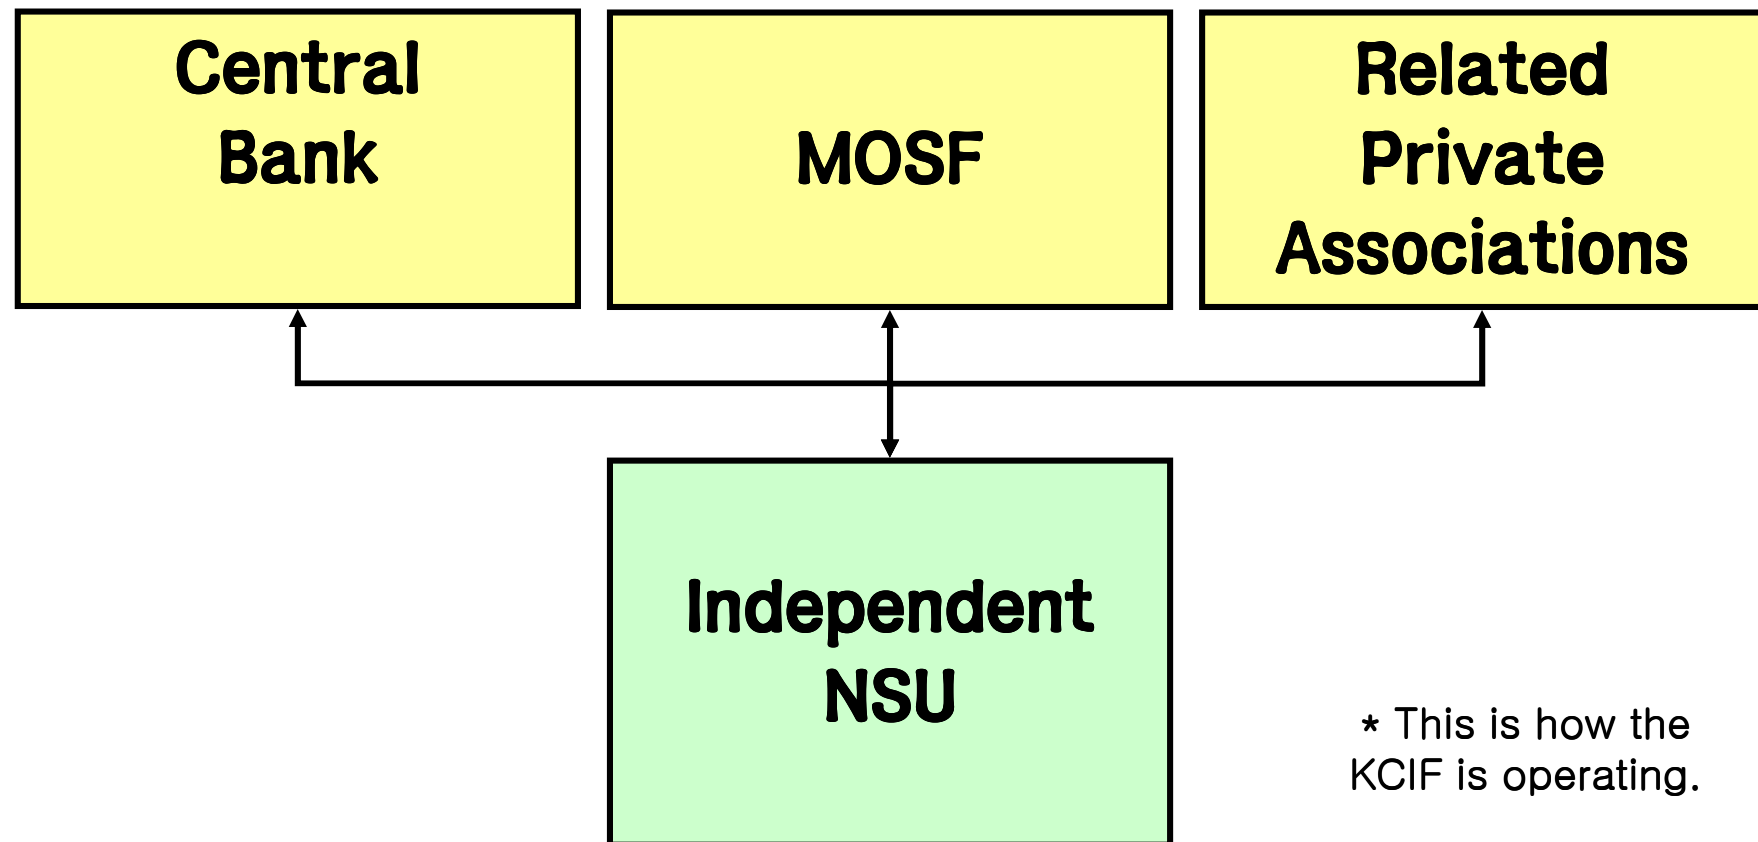 Central
Bank
MOSF
Related
Private
Associations
Independent
NSU
* This is how the
KCIF is operating.